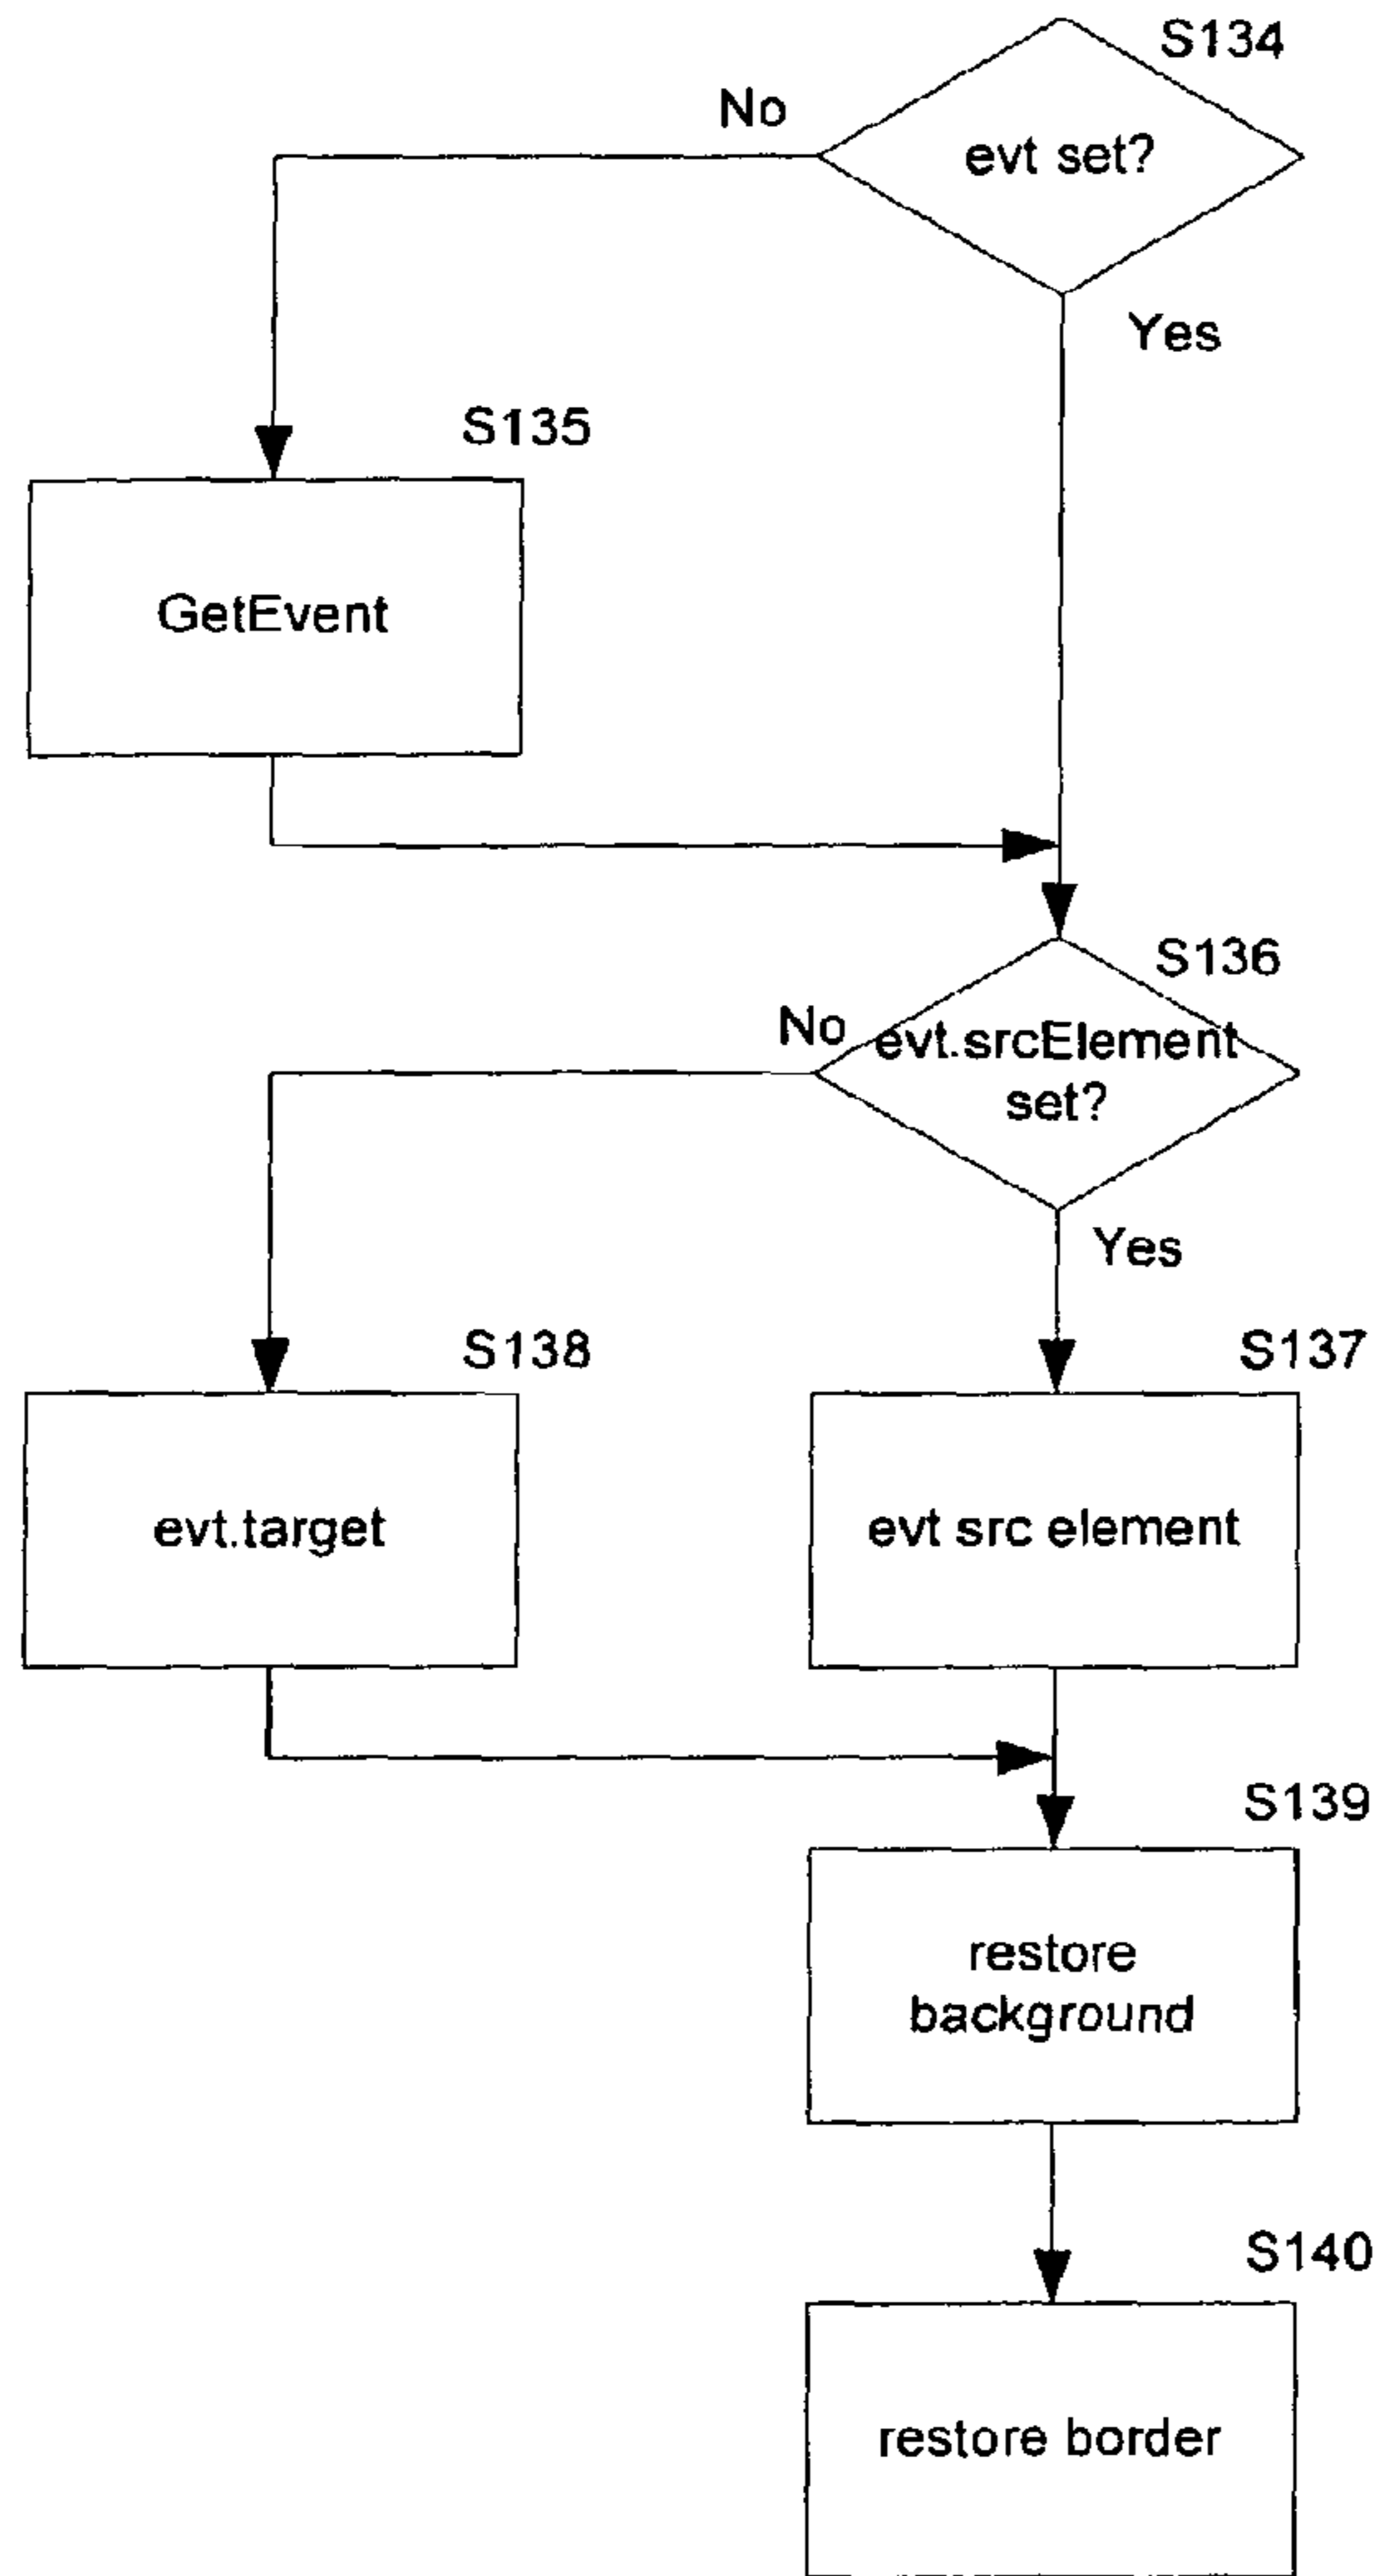 S134
No
evt set?
Yes
S135
GetEvent
S136
No
evt.srcElement
set?
Yes
S138
S137
evt.target
evt src element
S139
restore
background
S140
restore border